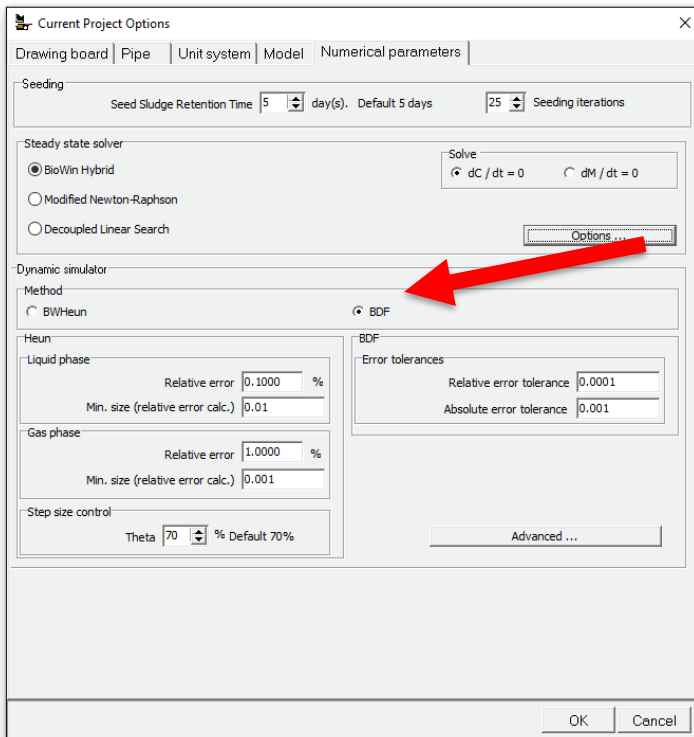 Current Project Options
Drawing board Pipe Unit system Model Numerical parameters
Seeding
Seed Sludge Retention Time 5 day(s). Default 5 days 25 Seeding iterations
Steady state solver
BioWin Hybrid
Modified Newton-Raphson
Decoupled Linear Search
Solve
dC / dt = 0 dM / dt = 0
Options ...
Dynamic simulator
Method
BWHeun BDF
Heun
Liquid phase
Relative error 0.1000 %
Min. size (relative error calc.) 0.01
Gas phase
Relative error 1.0000 %
Min. size (relative error calc.) 0.001
Step size control
Theta 70 % Default 70%
BDF
Error tolerances
Relative error tolerance 0.0001
Absolute error tolerance 0.001
Advanced ...
OK Cancel